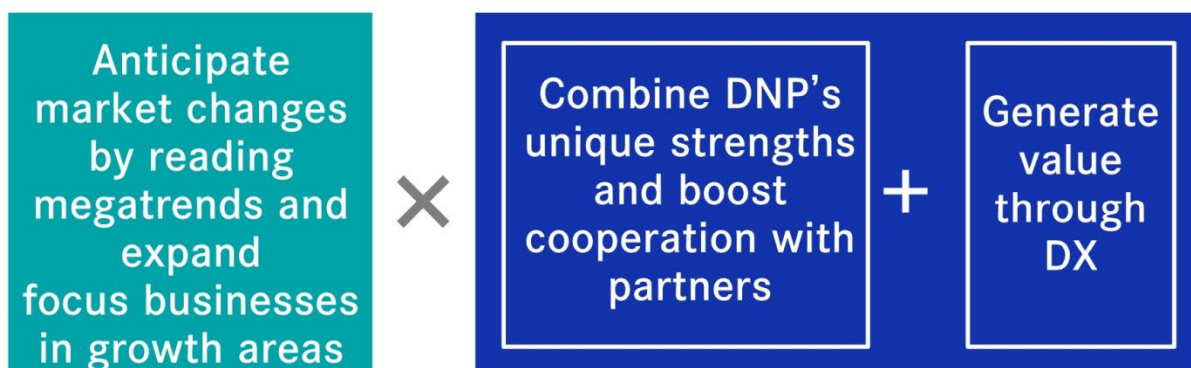 Anticipate
market changes
by reading
megatrends and
expand
focus businesses
in growth areas
×
Combine DNP’s
unique strengths
and boost
cooperation with
partners
+
Generate
value
through
DX